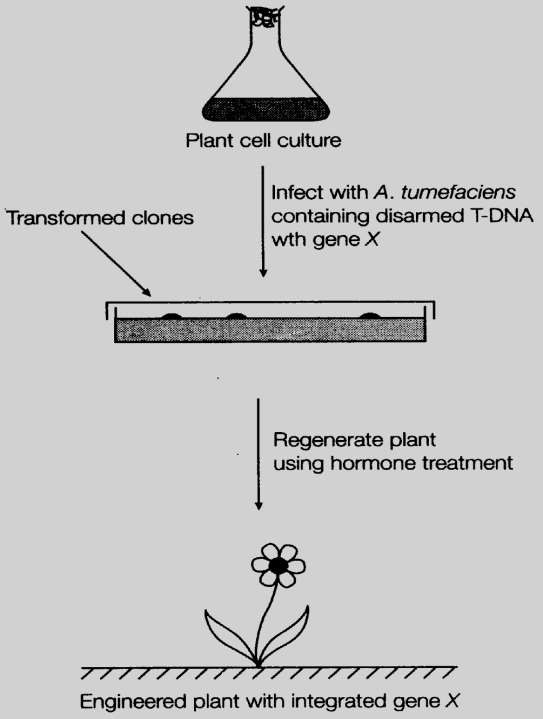 Plant cell culture
Infect with A. tumefaciens
containing disarmed T-DNA
wth gene X
Transformed clones
Regenerate plant
using hormone treatment
Engineered plant with integrated gene X